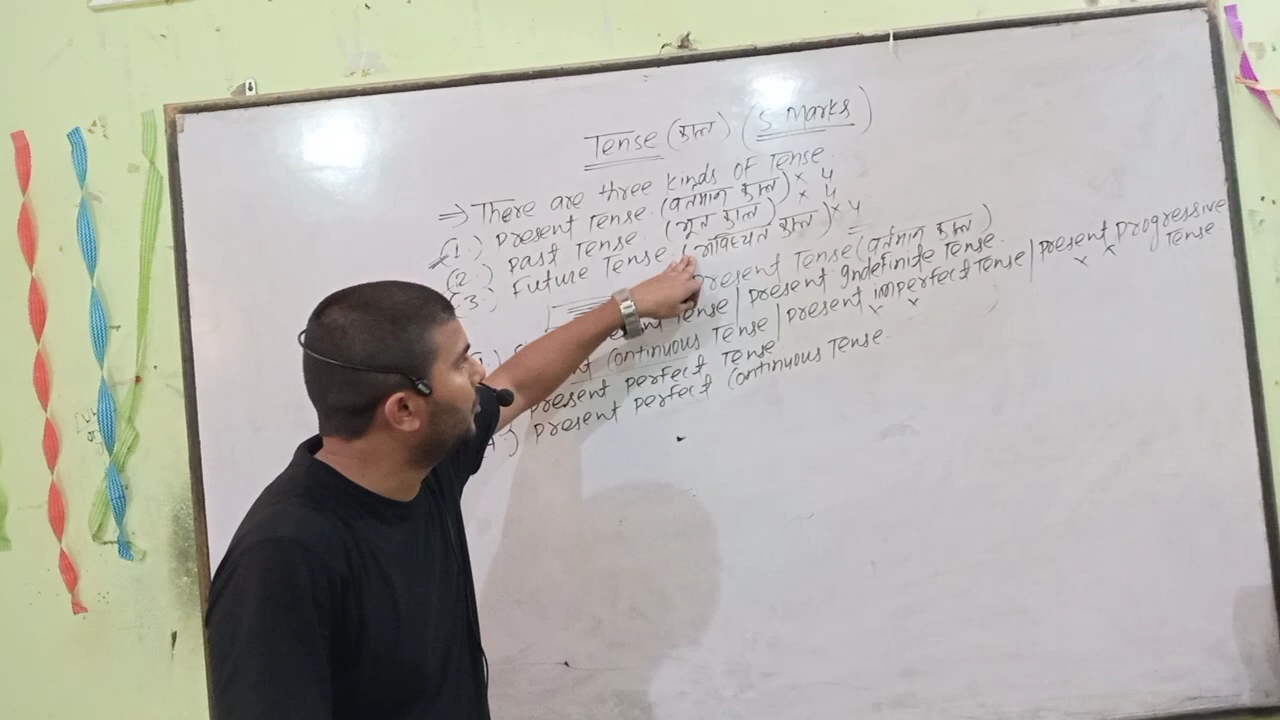 Tense (काल) (5 Marks)
⇒ There are three kinds of Tense.
(1.) Present Tense. (वर्तमान काल) × 4
(2.) Past Tense. (भूत काल) × 4
(3.) Future Tense (भविष्यत काल) × 4
Present Tense (वर्तमान काल)
Tense / Present Indefinite Tense.
Continuous Tense / Present imperfect Tense / Present Progressive Tense.
Present Perfect Tense
4.) Present Perfect Continuous Tense.